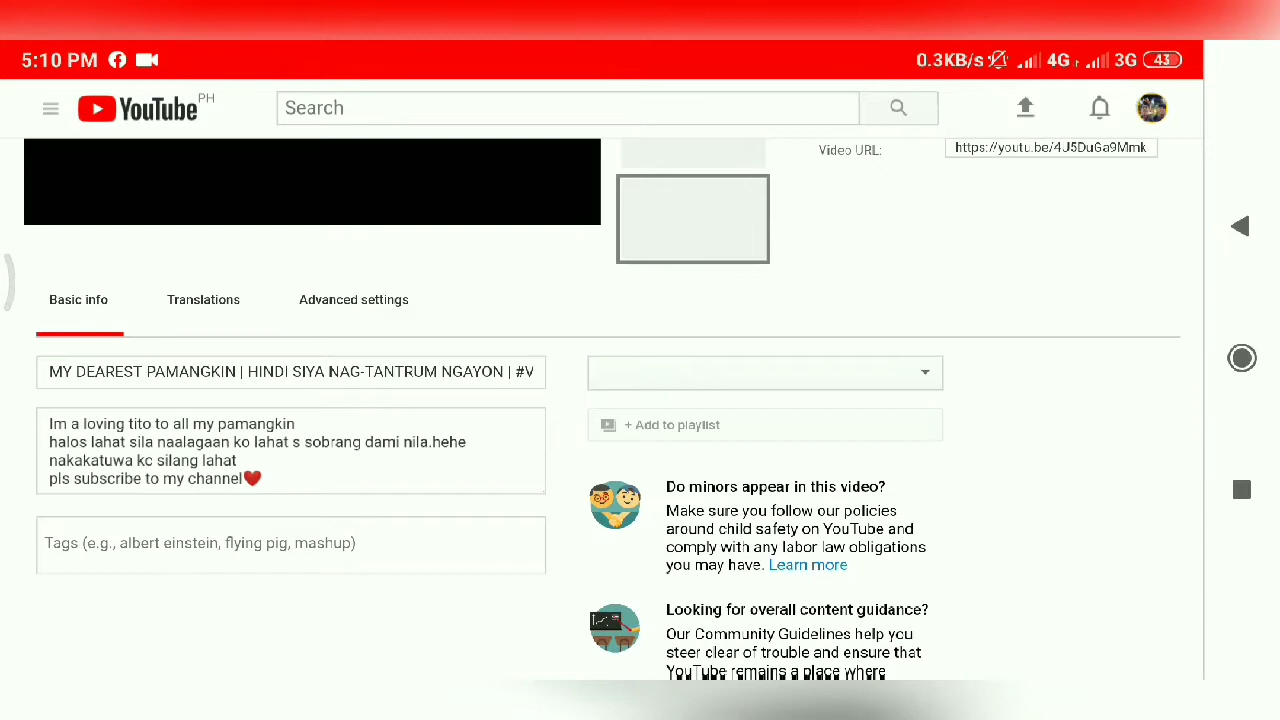 5:10 PM
0.3KB/s 4G 3G 43
YouTube PH
Search
Video URL:
https://youtu.be/4J5DuGa9Mmk
Basic info
Translations
Advanced settings
MY DEAREST PAMANGKIN | HINDI SIYA NAG-TANTRUM NGAYON | #V
Im a loving tito to all my pamangkin
halos lahat sila naalagaan ko lahat s sobrang dami nila.hehe
nakakatuwa kc silang lahat
pls subscribe to my channel❤️
Tags (e.g., albert einstein, flying pig, mashup)
+ Add to playlist
Do minors appear in this video?
Make sure you follow our policies
around child safety on YouTube and
comply with any labor law obligations
you may have. Learn more
Looking for overall content guidance?
Our Community Guidelines help you
steer clear of trouble and ensure that
YouTube remains a place where